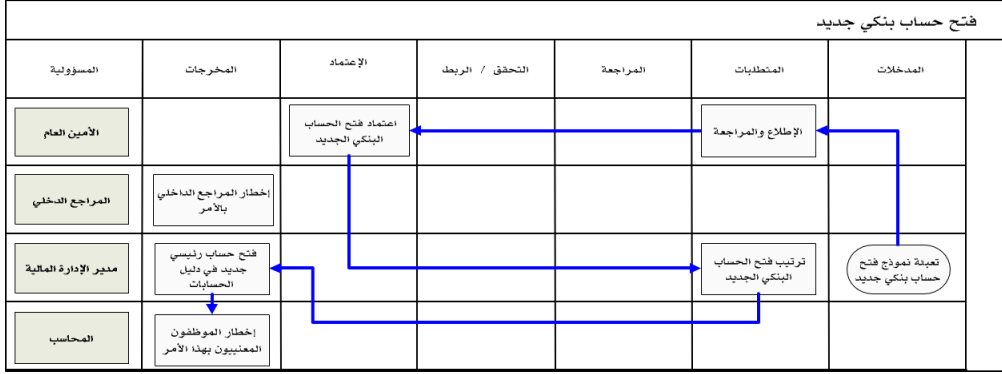 فتح حساب بنكي جديد
المدخلات
المتطلبات
المراجعة
التحقق / الربط
الإعتماد
المخرجات
المسؤولية
الإطلاع والمراجعة
اعتماد فتح الحساب
البنكي الجديد
الأمين العام
إخطار المراجع الداخلي
بالأمر
المراجع الدخلي
تعبئة نموذج فتح
حساب بنكي جديد
ترتيب فتح الحساب
البنكي الجديد
فتح حساب رئيسي
جديد في دليل
الحسابات
مدير الإدارة المالية
إخطار الموظفون
المعنييون بهذا الأمر
المحاسب